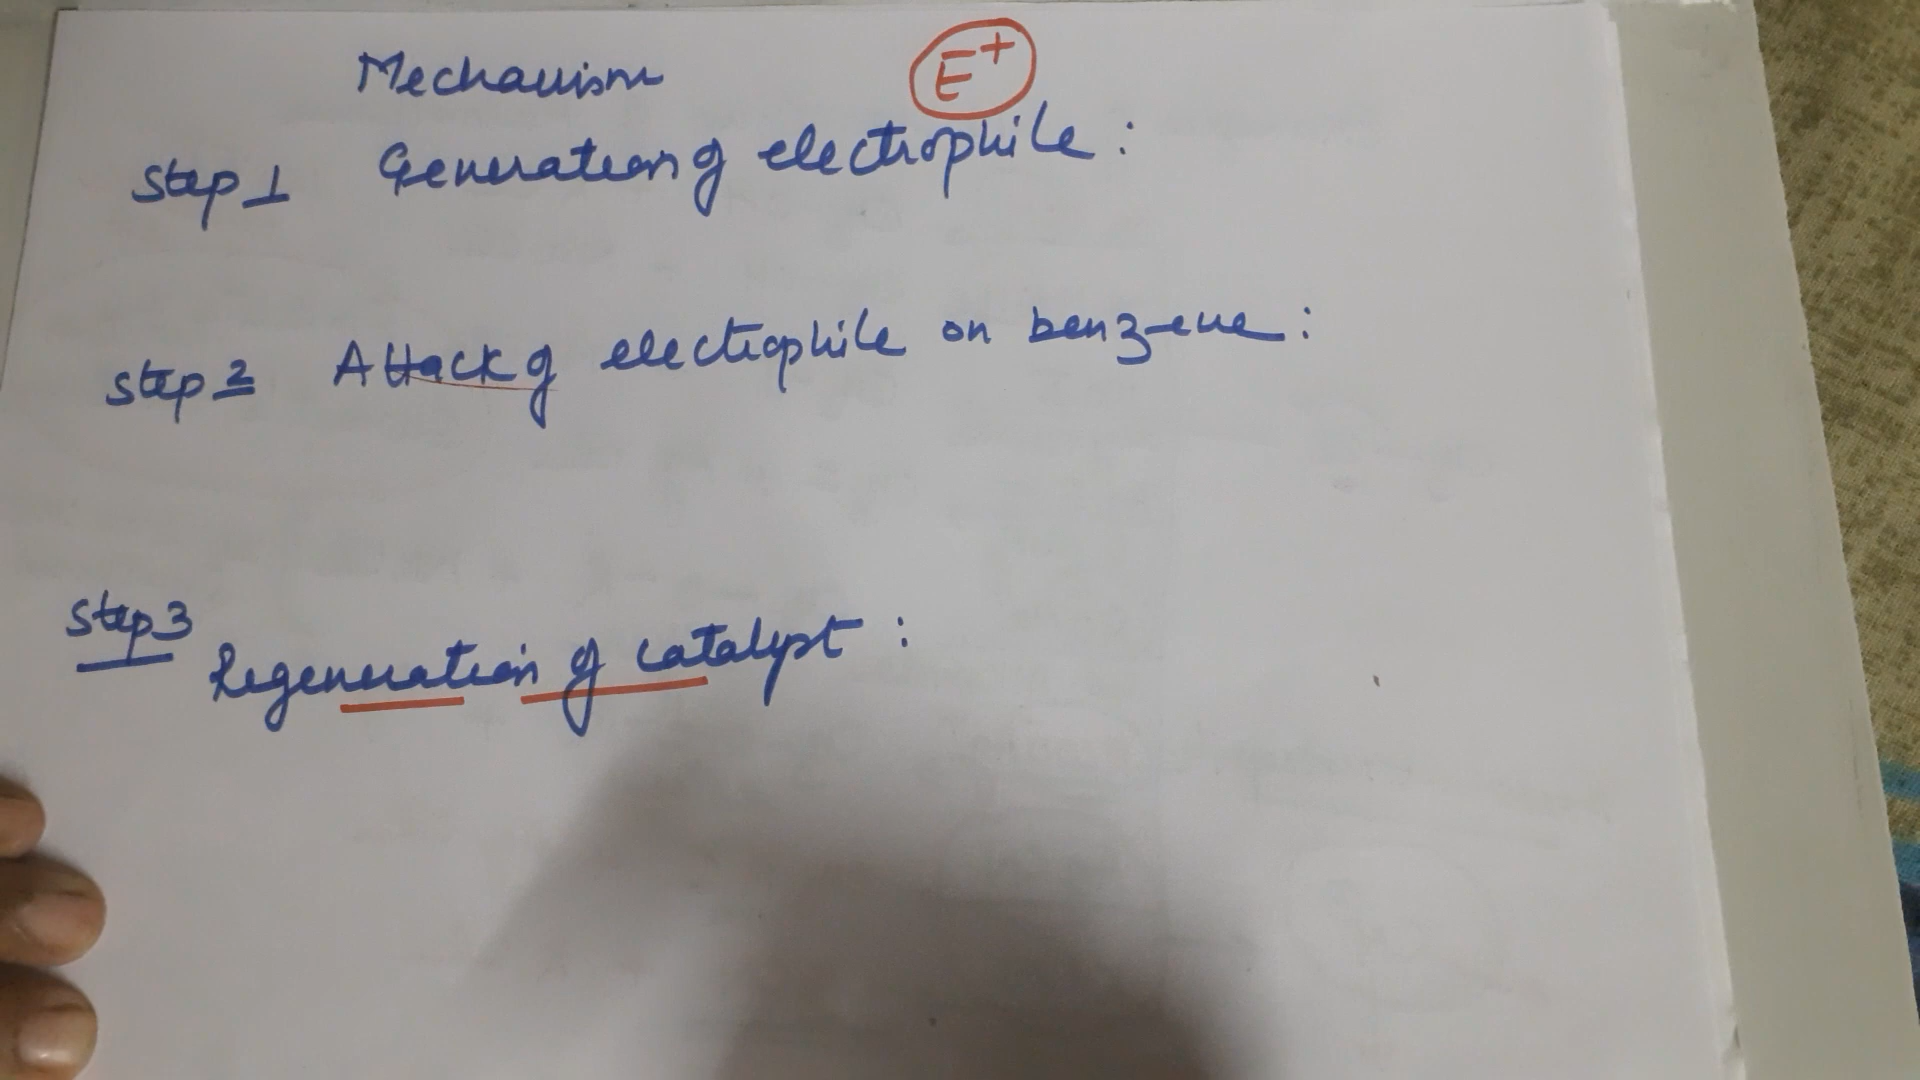 Mechanism
E+
Step 1 Generation of electrophile:
Step 2 Attack of electrophile on benzene:
Step 3
Regeneration of catalyst: